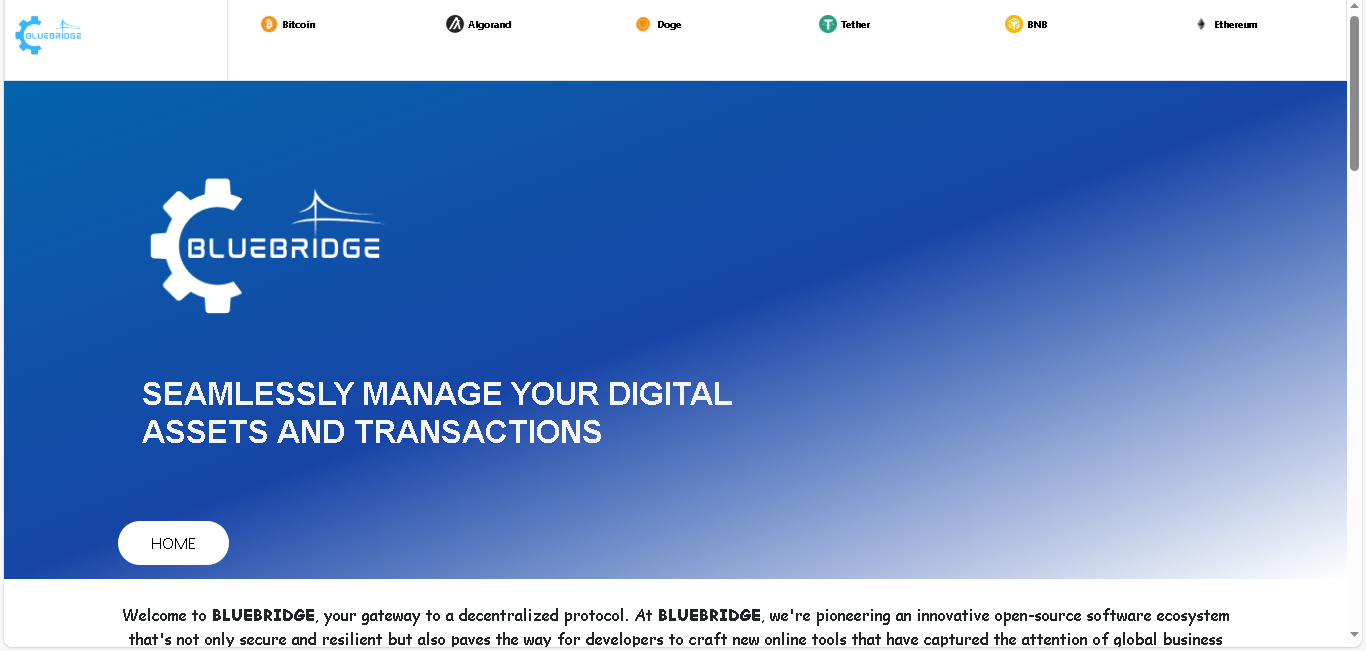 BLUEBRIDGE
Bitcoin
Algorand
Doge
Tether
BNB
Ethereum
BLUEBRIDGE
SEAMLESSLY MANAGE YOUR DIGITAL
ASSETS AND TRANSACTIONS
HOME
Welcome to BLUEBRIDGE, your gateway to a decentralized protocol. At BLUEBRIDGE, we're pioneering an innovative open-source software ecosystem
that's not only secure and resilient but also paves the way for developers to craft new online tools that have captured the attention of global business